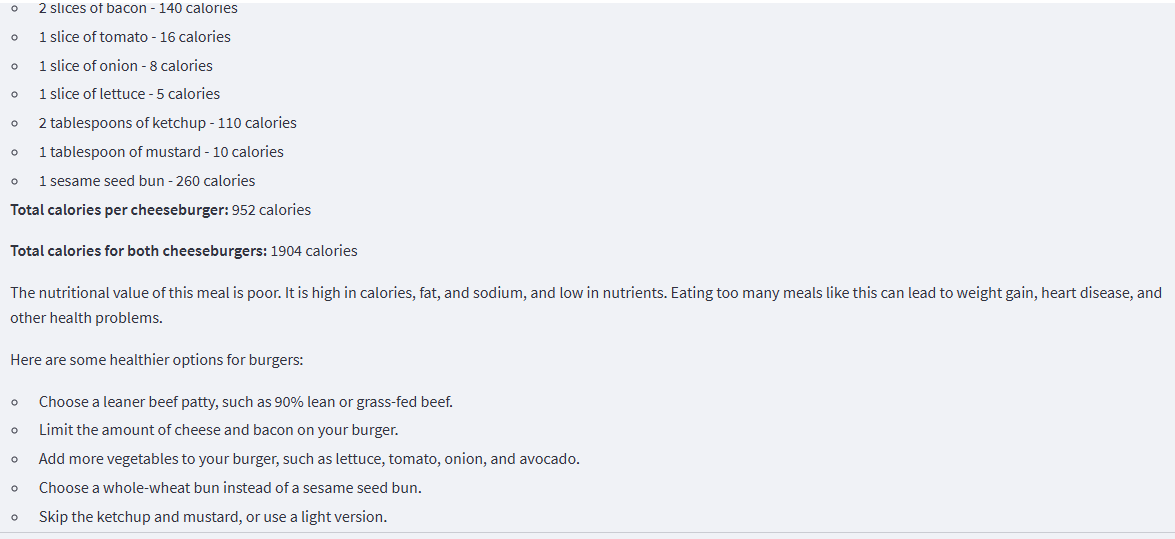 2 slices of bacon - 140 calories
1 slice of tomato - 16 calories
1 slice of onion - 8 calories
1 slice of lettuce - 5 calories
2 tablespoons of ketchup - 110 calories
1 tablespoon of mustard - 10 calories
1 sesame seed bun - 260 calories
Total calories per cheeseburger: 952 calories
Total calories for both cheeseburgers: 1904 calories
The nutritional value of this meal is poor. It is high in calories, fat, and sodium, and low in nutrients. Eating too many meals like this can lead to weight gain, heart disease, and
other health problems.
Here are some healthier options for burgers:
Choose a leaner beef patty, such as 90% lean or grass-fed beef.
Limit the amount of cheese and bacon on your burger.
Add more vegetables to your burger, such as lettuce, tomato, onion, and avocado.
Choose a whole-wheat bun instead of a sesame seed bun.
Skip the ketchup and mustard, or use a light version.